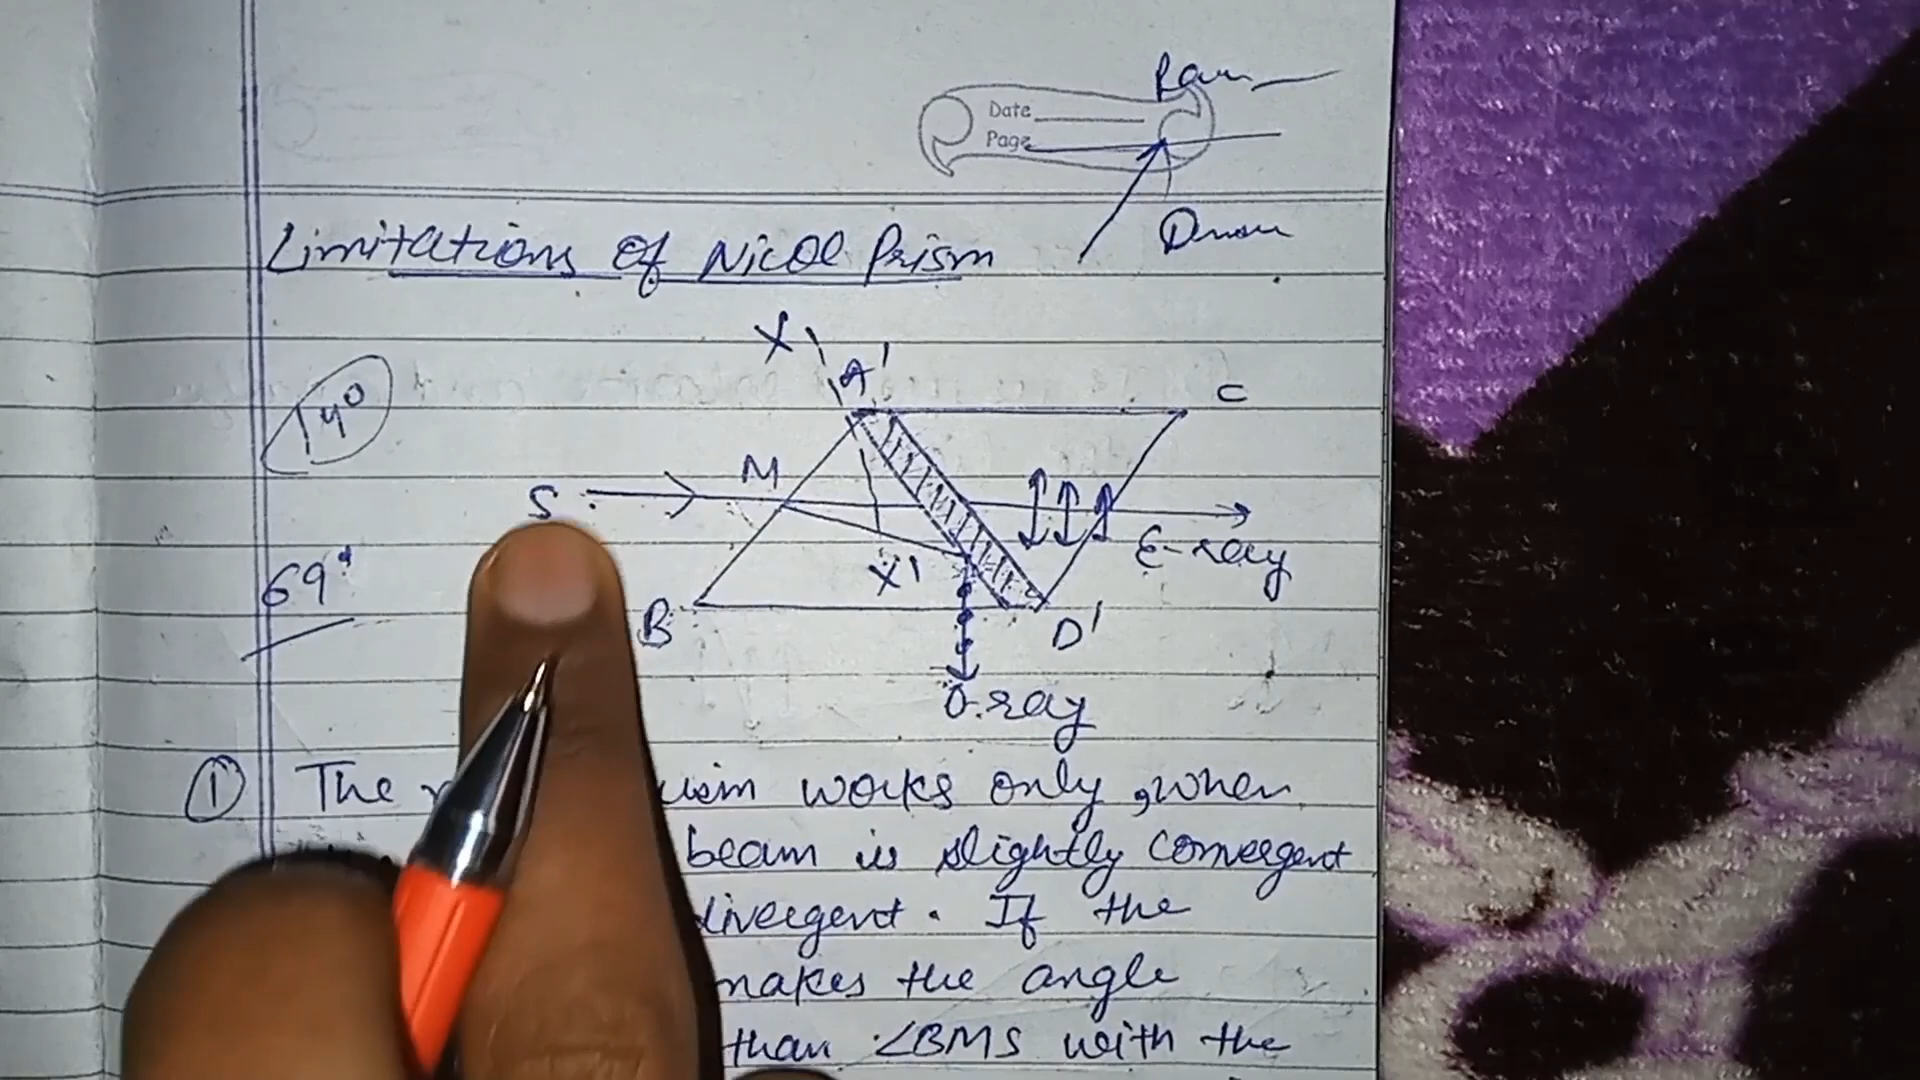 Date
Page
Limitations of Nicol Prism
X
A'
C
14°
M
S
E-ray
X'
69°
B
D'
O-ray
① The works only, when
beam is slightly convergent
divergent. If the
makes the angle
than ∠BMS with the